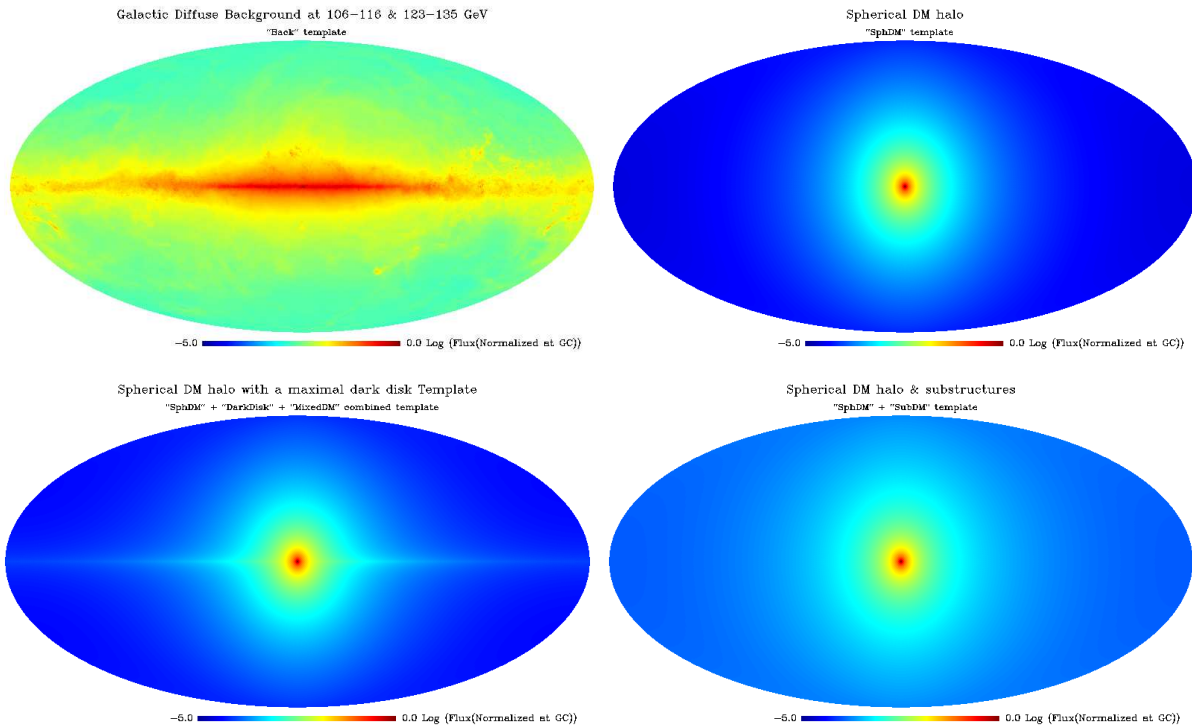 Galactic Diffuse Background at 106-116 & 123-135 GeV
"Back" template
-5.0 0.0 Log (Flux(Normalized at GC))
Spherical DM halo
"SphDM" template
-5.0 0.0 Log (Flux(Normalized at GC))
Spherical DM halo with a maximal dark disk Template
"SphDM" + "DarkDisk" + "MixedDM" combined template
-5.0 0.0 Log (Flux(Normalized at GC))
Spherical DM halo & substructures
"SphDM" + "SubDM" template
-5.0 0.0 Log (Flux(Normalized at GC))